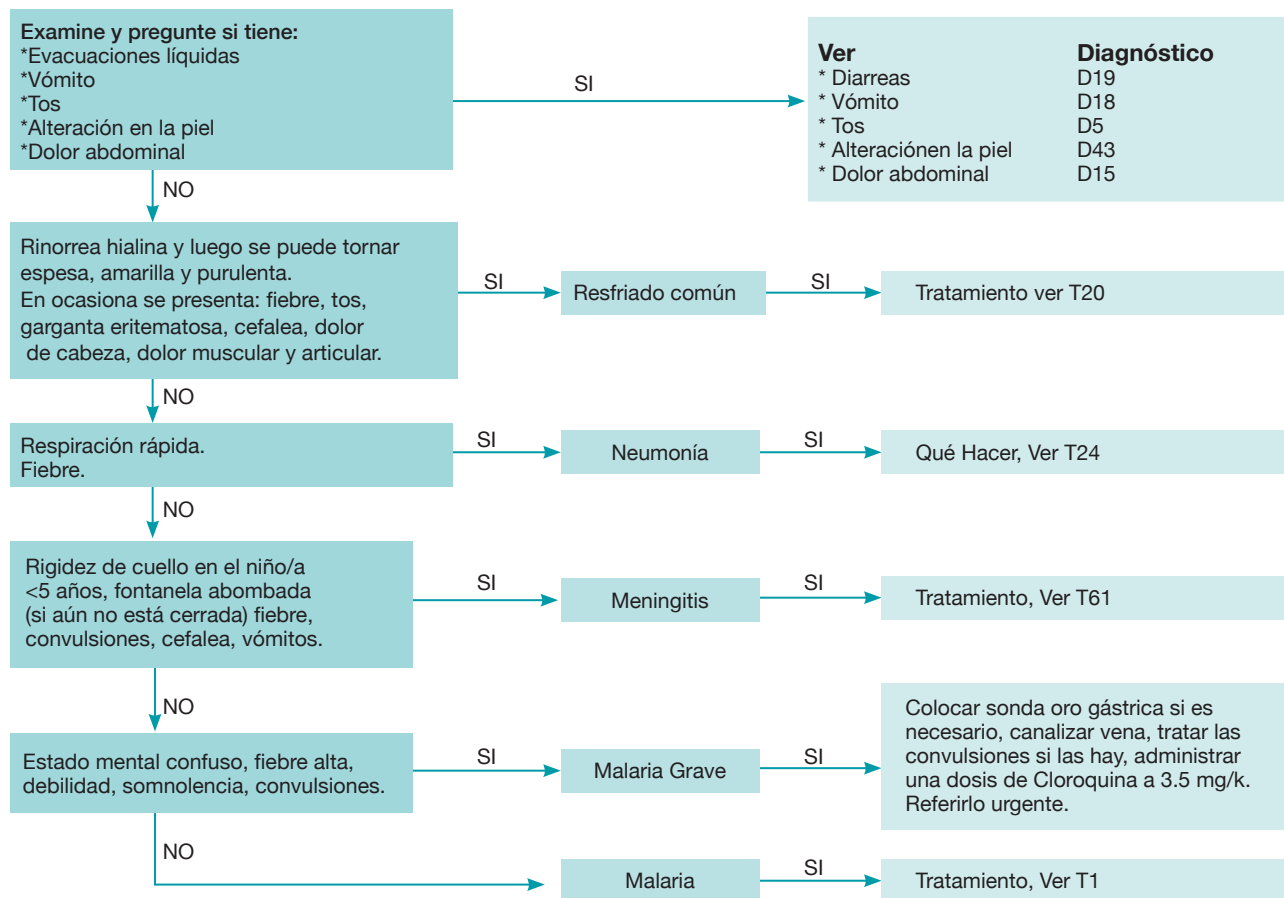 Examine y pregunte si tiene:
*Evacuaciones líquidas
*Vómito
*Tos
*Alteración en la piel
*Dolor abdominal
SI
Ver Diagnóstico
* Diarreas D19
* Vómito D18
* Tos D5
* Alteraciónen la piel D43
* Dolor abdominal D15
NO
Rinorrea hialina y luego se puede tornar
espesa, amarilla y purulenta.
En ocasiona se presenta: fiebre, tos,
garganta eritematosa, cefalea, dolor
de cabeza, dolor muscular y articular.
SI
Resfriado común
SI
Tratamiento ver T20
NO
Respiración rápida.
Fiebre.
SI
Neumonía
SI
Qué Hacer, Ver T24
NO
Rigidez de cuello en el niño/a
<5 años, fontanela abombada
(si aún no está cerrada) fiebre,
convulsiones, cefalea, vómitos.
SI
Meningitis
SI
Tratamiento, Ver T61
NO
Estado mental confuso, fiebre alta,
debilidad, somnolencia, convulsiones.
SI
Malaria Grave
SI
Colocar sonda oro gástrica si es
necesario, canalizar vena, tratar las
convulsiones si las hay, administrar
una dosis de Cloroquina a 3.5 mg/k.
Referirlo urgente.
NO
Malaria
SI
Tratamiento, Ver T1